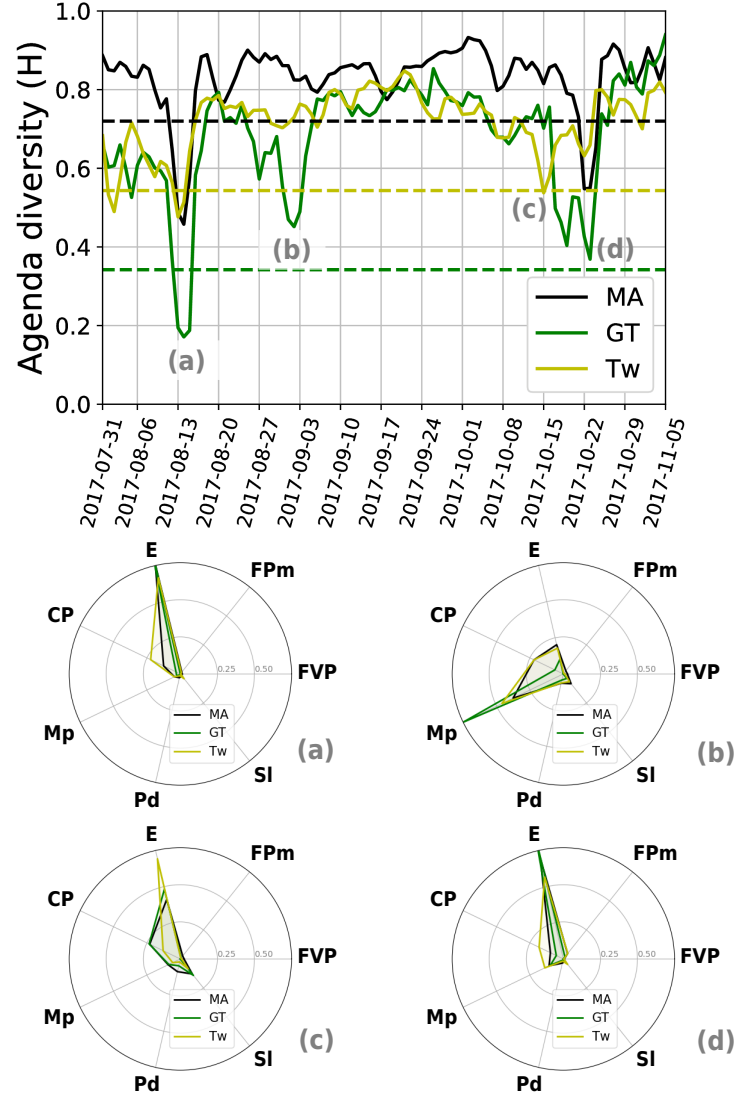 1.0
0.8
0.6
0.4
0.2
0.0
Agenda diversity (H)
(a)
(b)
(c)
(d)
MA
GT
Tw
2017-07-31
2017-08-06
2017-08-13
2017-08-20
2017-08-27
2017-09-03
2017-09-10
2017-09-17
2017-09-24
2017-10-01
2017-10-08
2017-10-15
2017-10-22
2017-10-29
2017-11-05
E
FPm
CP
FVP
0.25
0.50
Mp
Pd
SI
MA
GT
Tw
(a)
E
FPm
CP
FVP
0.25
0.50
Mp
Pd
SI
MA
GT
Tw
(b)
E
FPm
CP
FVP
0.25
0.50
Mp
Pd
SI
MA
GT
Tw
(c)
E
FPm
CP
FVP
0.25
0.50
Mp
Pd
SI
MA
GT
Tw
(d)